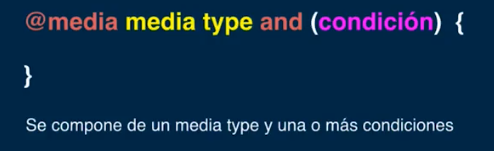 @media media type and (condición) {
}
Se compone de un media type y una o más condiciones